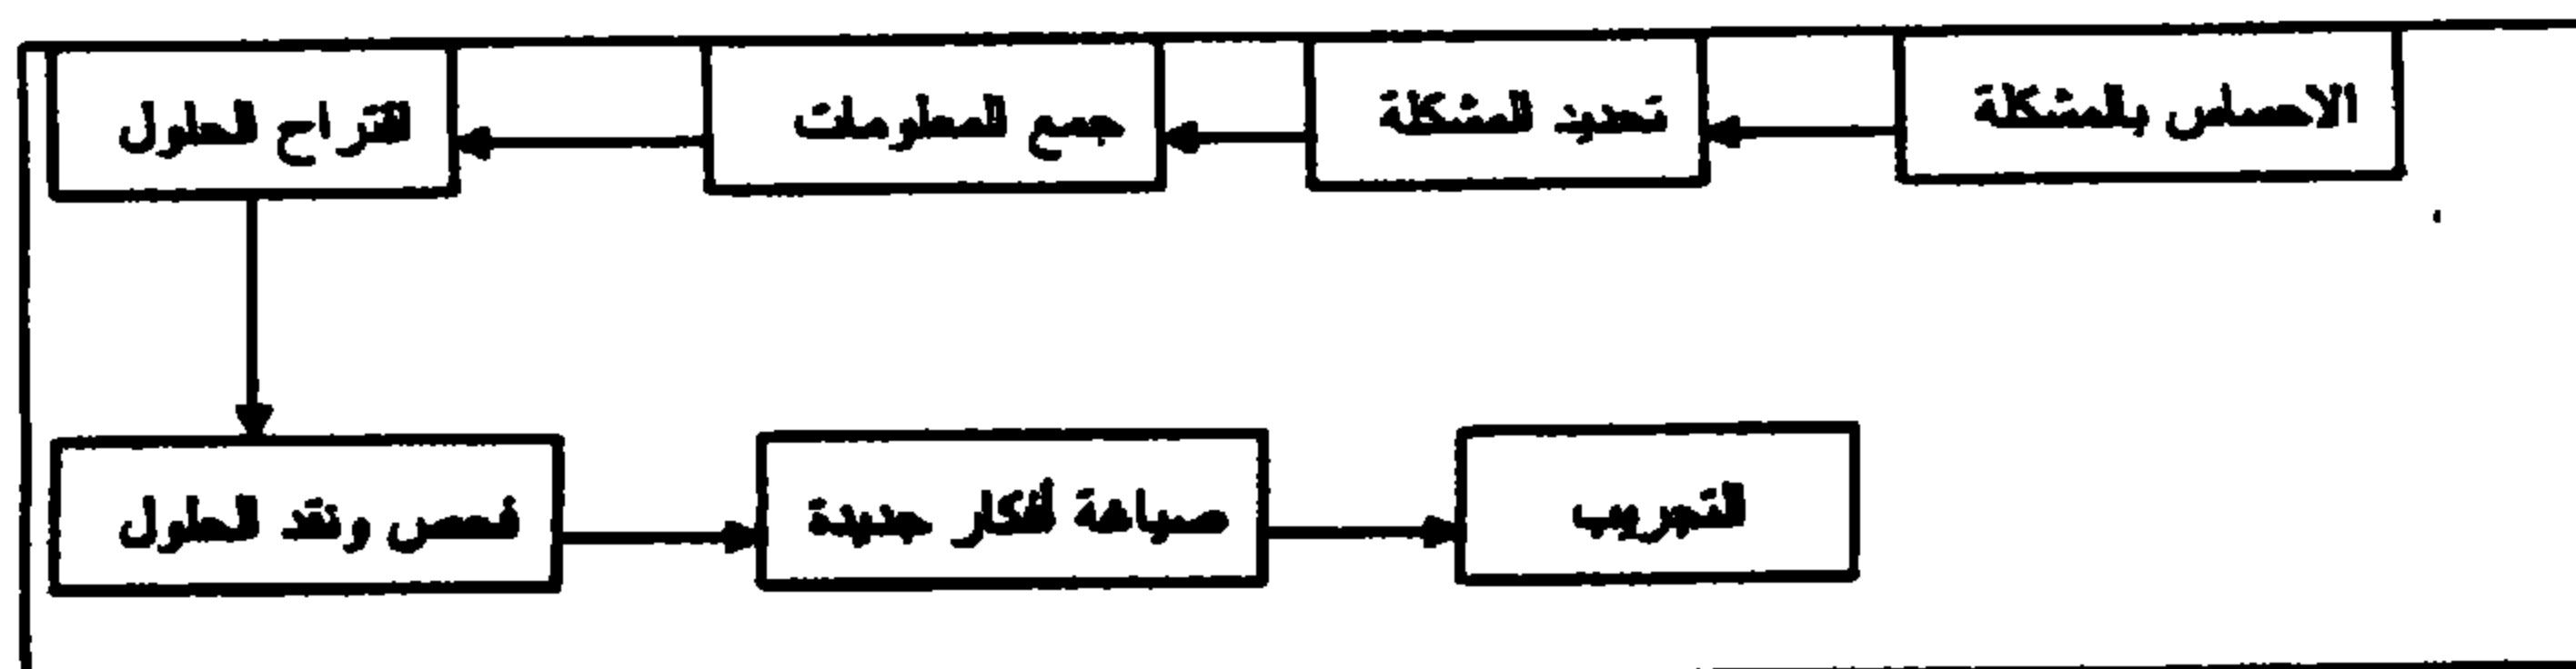 الاحساس بالمشكلة
تحديد المشكلة
جمع المعلومات
اقتراح الحلول
فحص ونقد الحلول
صياغة أفكار جديدة
التجريب